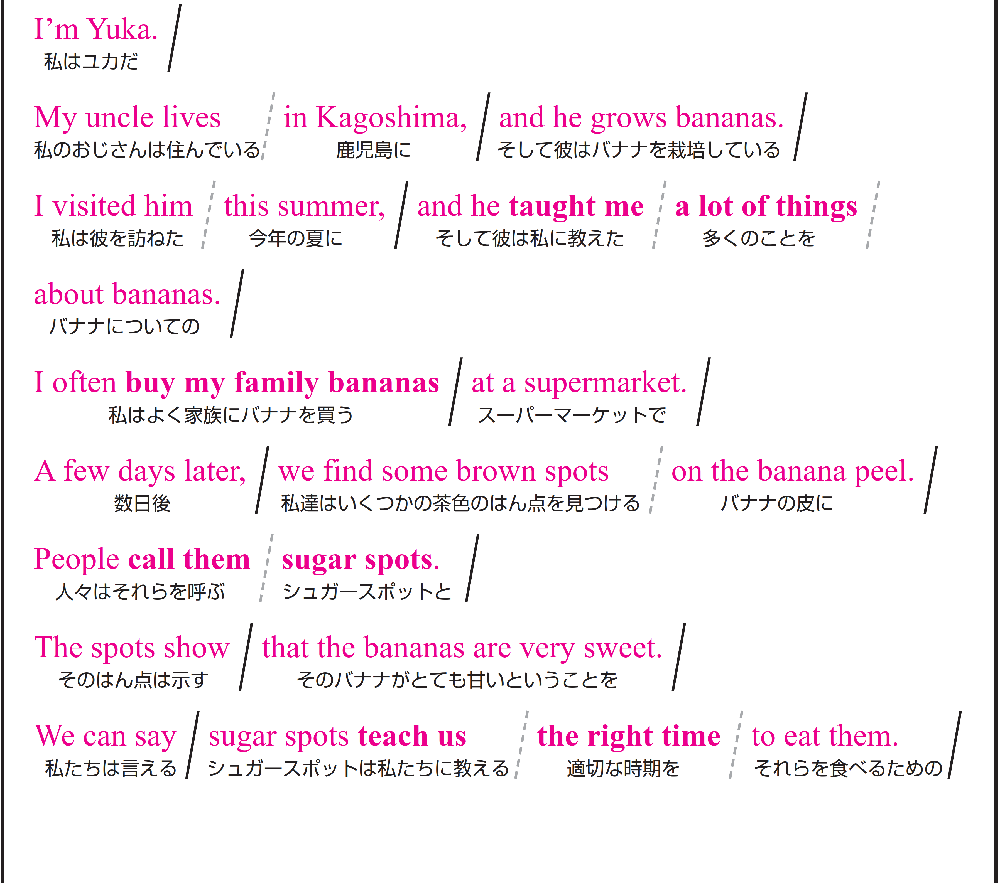 I’m Yuka.
私はユカだ
My uncle lives in Kagoshima, and he grows bananas.
私のおじさんは住んでいる 鹿児島に そして彼はバナナを栽培している
I visited him this summer, and he taught me a lot of things
私は彼を訪ねた 今年の夏に そして彼は私に教えた 多くのことを
about bananas.
バナナについての
I often buy my family bananas at a supermarket.
私はよく家族にバナナを買う スーパーマーケットで
A few days later, we find some brown spots on the banana peel.
数日後 私達はいくつかの茶色のはん点を見つける バナナの皮に
People call them sugar spots.
人々はそれらを呼ぶ シュガースポットと
The spots show that the bananas are very sweet.
そのはん点は示す そのバナナがとても甘いということを
We can say sugar spots teach us the right time to eat them.
私たちは言える シュガースポットは私たちに教える 適切な時期を それらを食べるための